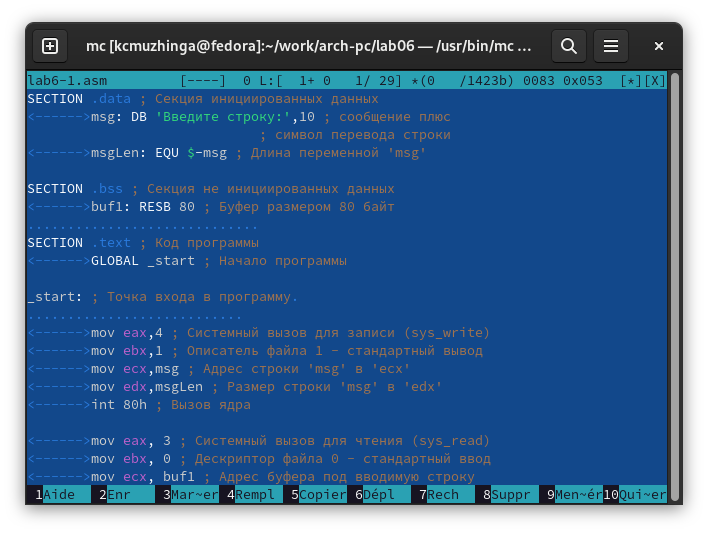 mc [kcmuzhinga@fedora]:~/work/arch-pc/lab06 — /usr/bin/mc ...
lab6-1.asm [----] 0 L:[ 1+ 0 1/ 29] *(0 /1423b) 0083 0x053 [*][X]
SECTION .data ; Секция инициированных данных
<------>msg: DB 'Введите строку:',10 ; сообщение плюс
; символ перевода строки
<------>msgLen: EQU $-msg ; Длина переменной 'msg'
SECTION .bss ; Секция не инициированных данных
<------>buf1: RESB 80 ; Буфер размером 80 байт
.............................
SECTION .text ; Код программы
<------>GLOBAL _start ; Начало программы
_start: ; Точка входа в программу.
...........................
<------>mov eax,4 ; Системный вызов для записи (sys_write)
<------>mov ebx,1 ; Описатель файла 1 - стандартный вывод
<------>mov ecx,msg ; Адрес строки 'msg' в 'ecx'
<------>mov edx,msgLen ; Размер строки 'msg' в 'edx'
<------>int 80h ; Вызов ядра
<------>mov eax, 3 ; Системный вызов для чтения (sys_read)
<------>mov ebx, 0 ; Дескриптор файла 0 - стандартный ввод
<------>mov ecx, buf1 ; Адрес буфера под вводимую строку
1Aide 2Enr 3Mar~er 4Rempl 5Copier 6Dépl 7Rech 8Suppr 9Men~ér10Qui~er